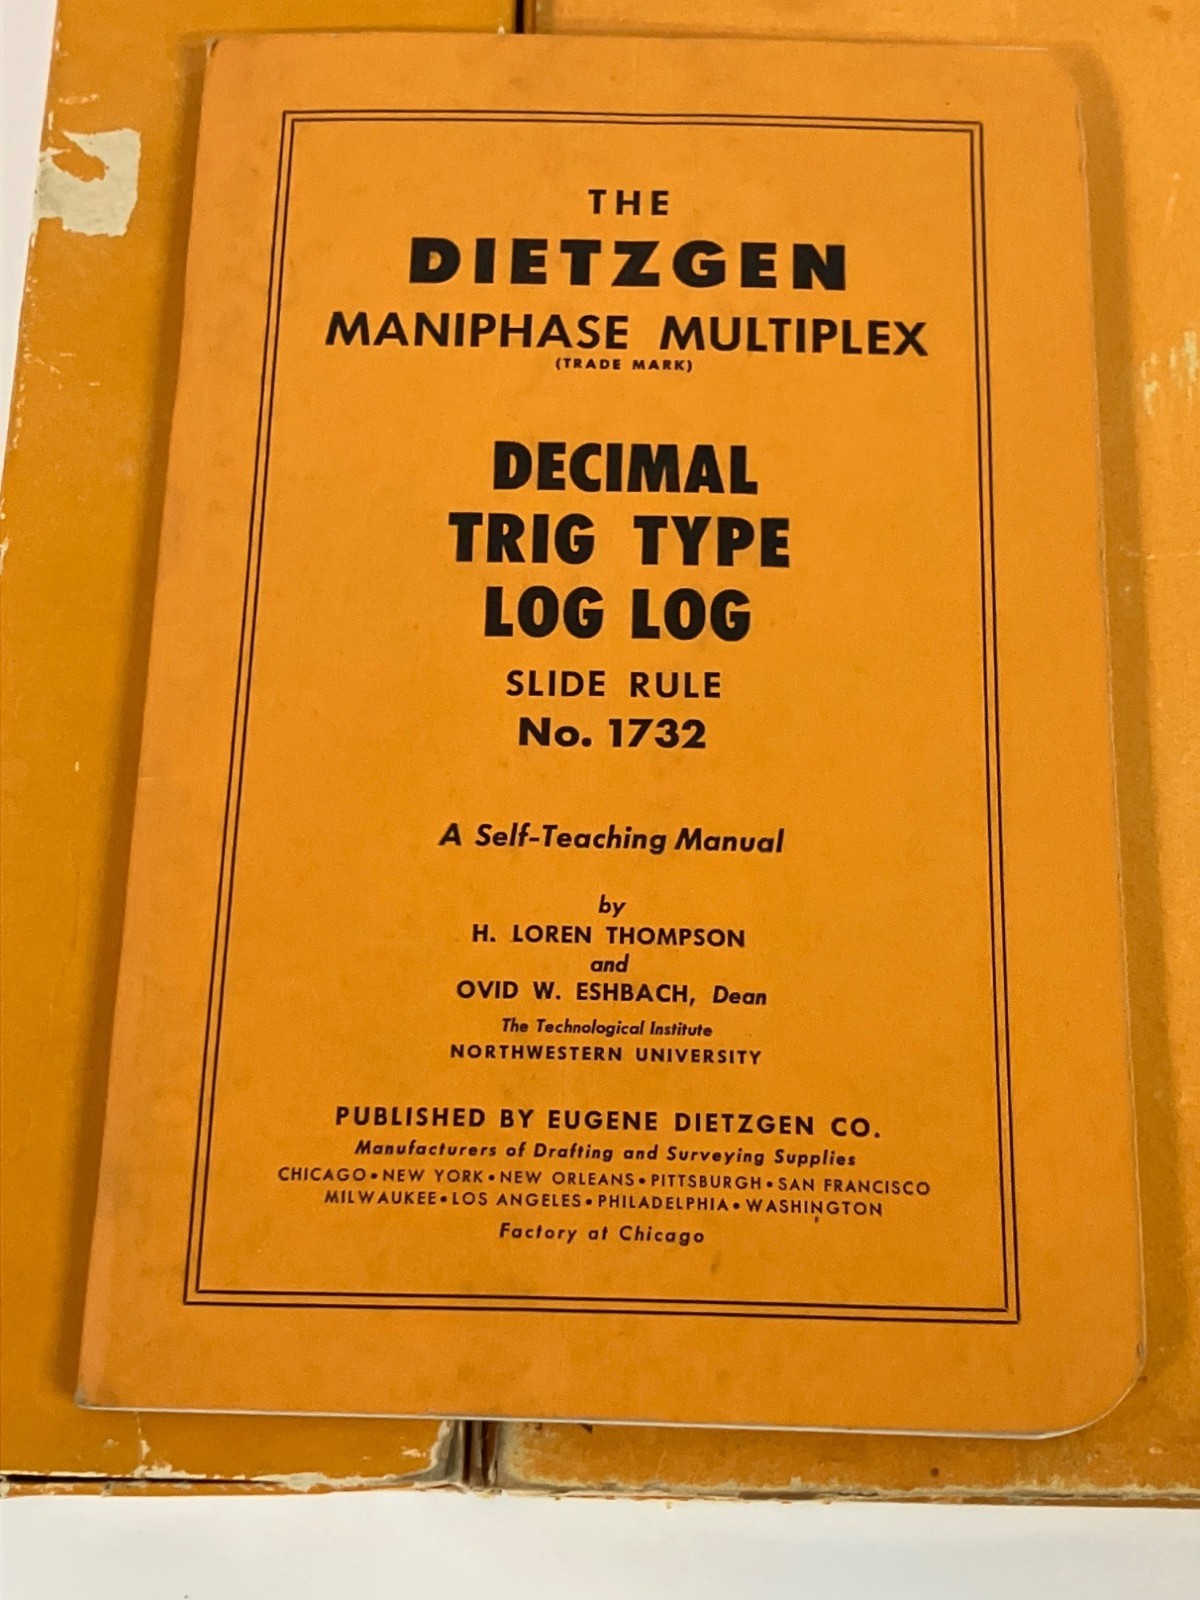 THE
DIETZGEN
MANIPHASE MULTIPLEX
(TRADE MARK)
DECIMAL
TRIG TYPE
LOG LOG
SLIDE RULE
No. 1732
A Self-Teaching Manual
by
H. LOREN THOMPSON
and
OVID W. ESHBACH, Dean
The Technological Institute
NORTHWESTERN UNIVERSITY
PUBLISHED BY EUGENE DIETZGEN CO.
Manufacturers of Drafting and Surveying Supplies
CHICAGO • NEW YORK • NEW ORLEANS • PITTSBURGH • SAN FRANCISCO
MILWAUKEE • LOS ANGELES • PHILADELPHIA • WASHINGTON
Factory at Chicago